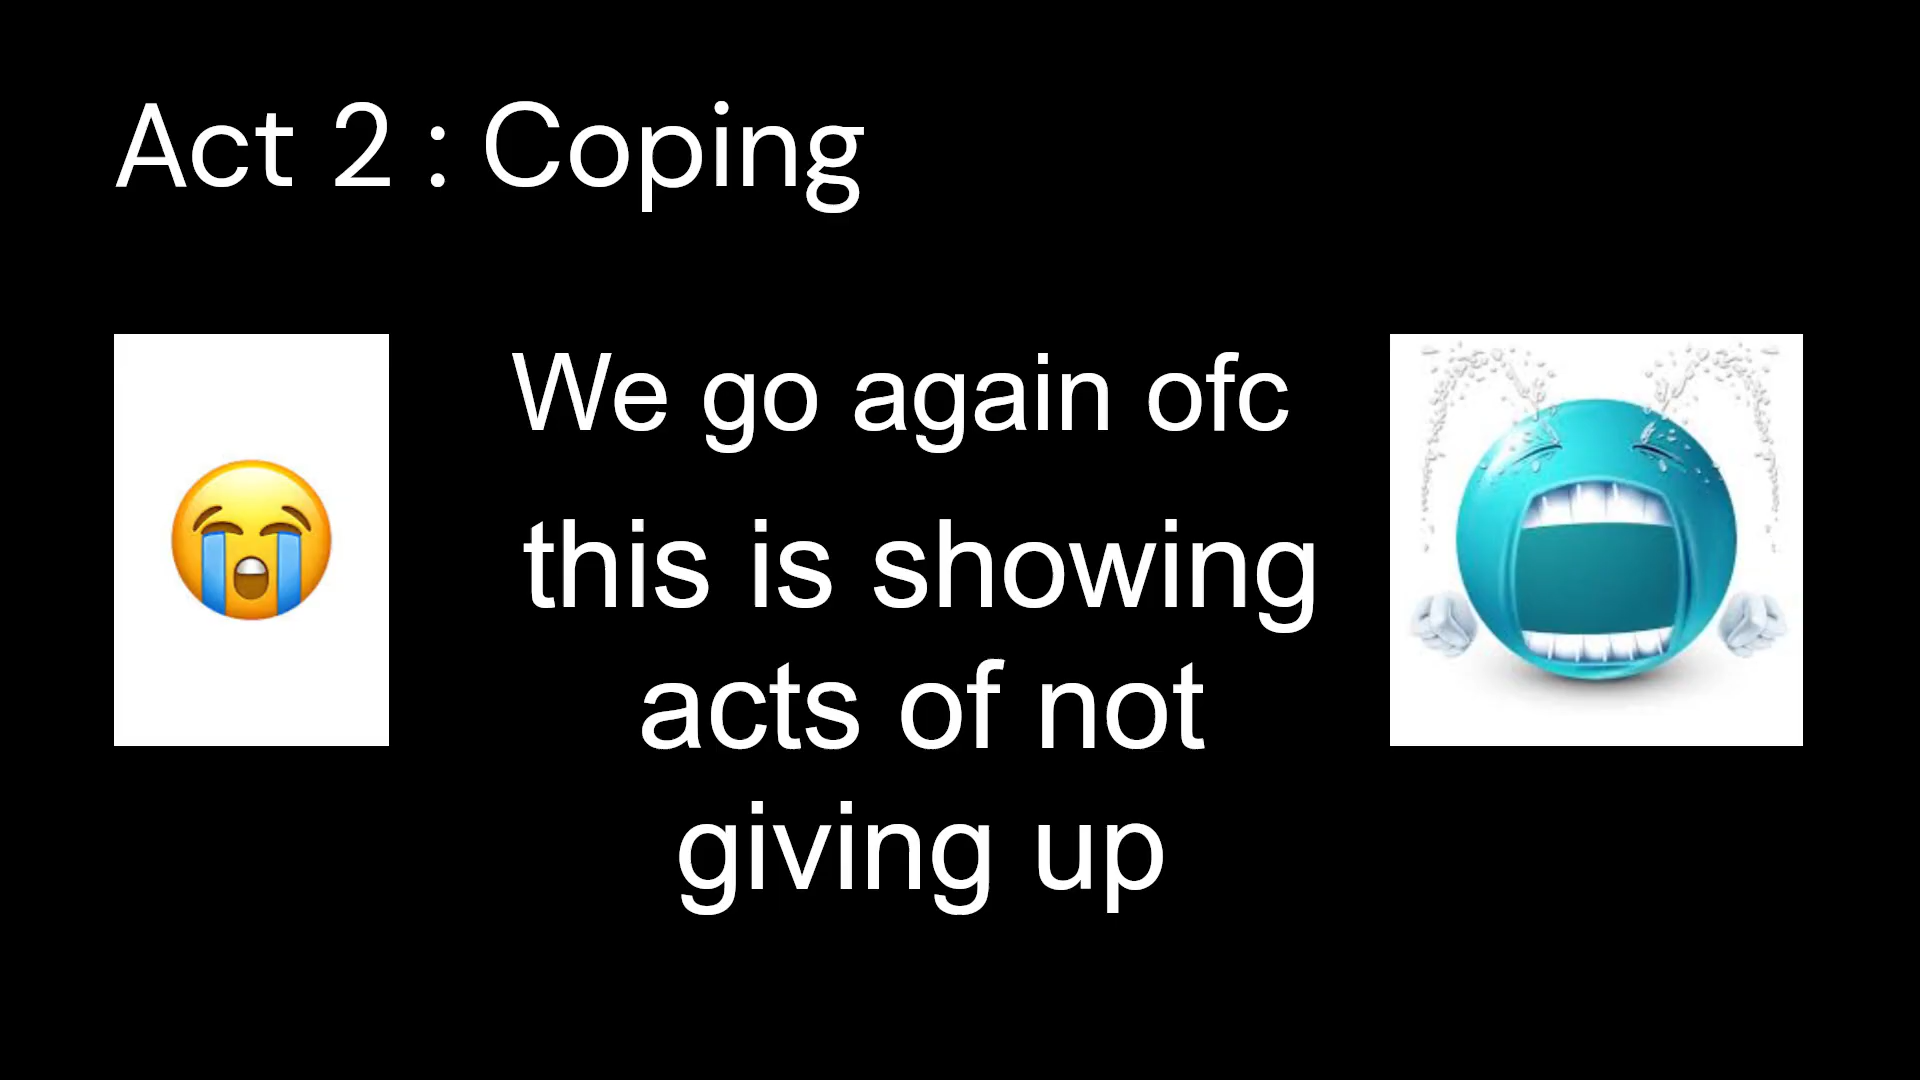 Act 2 : Coping
We go again ofc
this is showing
acts of not
giving up